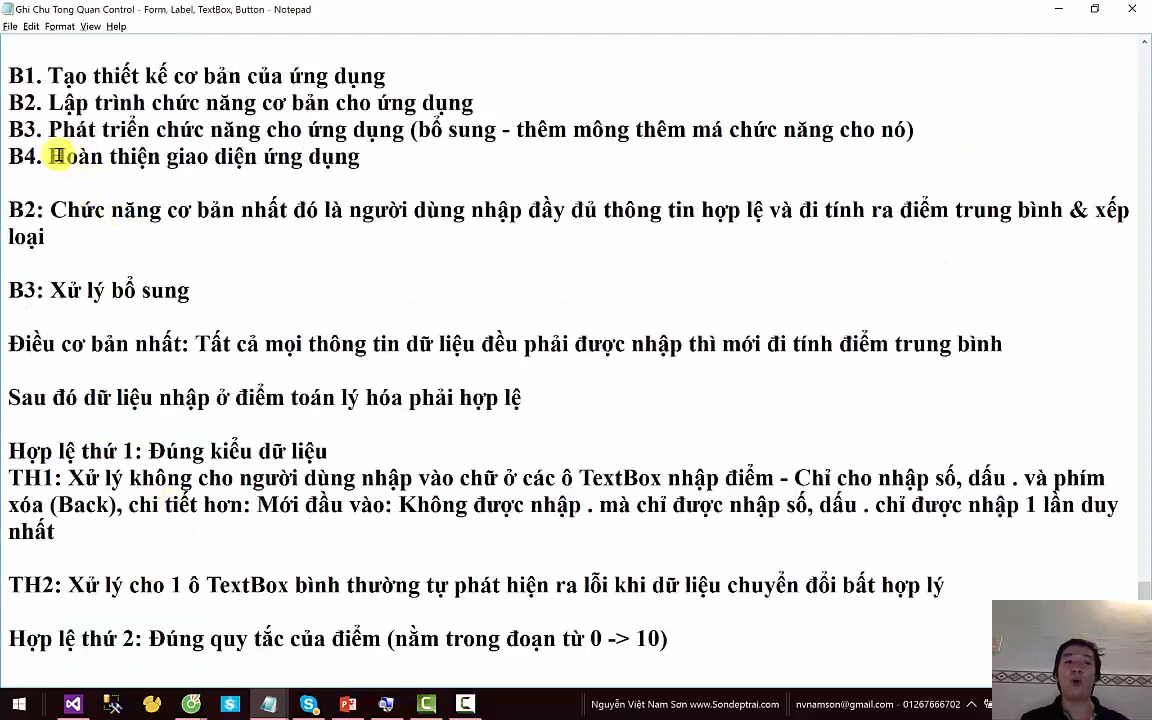 Ghi Chu Tong Quan Control - Form, Label, TextBox, Button - Notepad
File Edit Format View Help
B1. Tạo thiết kế cơ bản của ứng dụng
B2. Lập trình chức năng cơ bản cho ứng dụng
B3. Phát triển chức năng cho ứng dụng (bổ sung - thêm mông thêm má chức năng cho nó)
B4. Hoàn thiện giao diện ứng dụng
B2: Chức năng cơ bản nhất đó là người dùng nhập đầy đủ thông tin hợp lệ và đi tính ra điểm trung bình & xếp
loại
B3: Xử lý bổ sung
Điều cơ bản nhất: Tất cả mọi thông tin dữ liệu đều phải được nhập thì mới đi tính điểm trung bình
Sau đó dữ liệu nhập ở điểm toán lý hóa phải hợp lệ
Hợp lệ thứ 1: Đúng kiểu dữ liệu
TH1: Xử lý không cho người dùng nhập vào chữ ở các ô TextBox nhập điểm - Chỉ cho nhập số, dấu . và phím
xóa (Back), chi tiết hơn: Mới đầu vào: Không được nhập . mà chỉ được nhập số, dấu . chỉ được nhập 1 lần duy
nhất
TH2: Xử lý cho 1 ô TextBox bình thường tự phát hiện ra lỗi khi dữ liệu chuyển đổi bất hợp lý
Hợp lệ thứ 2: Đúng quy tắc của điểm (nằm trong đoạn từ 0 -> 10)
Nguyễn Việt Nam Sơn www.Sondeptrai.com
nvnamson@gmail.com - 01267666702